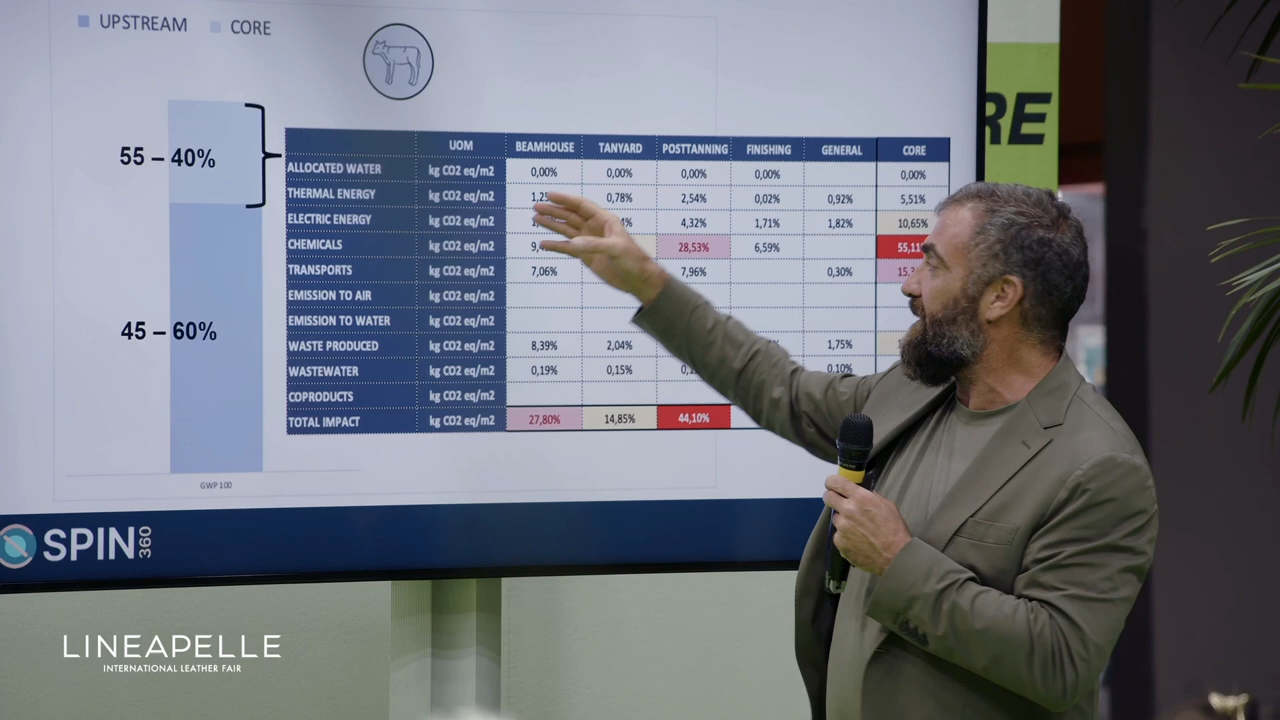 UPSTREAM CORE
55 – 40%
45 – 60%
GWP100
UOM BEAMHOUSE TANYARD POSTTANNING FINISHING GENERAL CORE
ALLOCATED WATER kg CO2 eq/m2 0,00% 0,00% 0,00% 0,00% 0,00%
THERMAL ENERGY kg CO2 eq/m2 0,78% 2,54% 0,02% 0,92% 5,51%
ELECTRIC ENERGY kg CO2 eq/m2 4,32% 1,71% 1,82% 10,65%
CHEMICALS kg CO2 eq/m2 28,53% 6,59%
TRANSPORTS kg CO2 eq/m2 7,06% 7,96% 0,30%
EMISSION TO AIR kg CO2 eq/m2
EMISSION TO WATER kg CO2 eq/m2
WASTE PRODUCED kg CO2 eq/m2 8,39% 2,04% 1,75%
WASTEWATER kg CO2 eq/m2 0,19% 0,15% 0,10%
COPRODUCTS kg CO2 eq/m2
TOTAL IMPACT kg CO2 eq/m2 27,80% 14,85% 44,10%
SPIN 360
RE
LINEAPELLE
INTERNATIONAL LEATHER FAIR